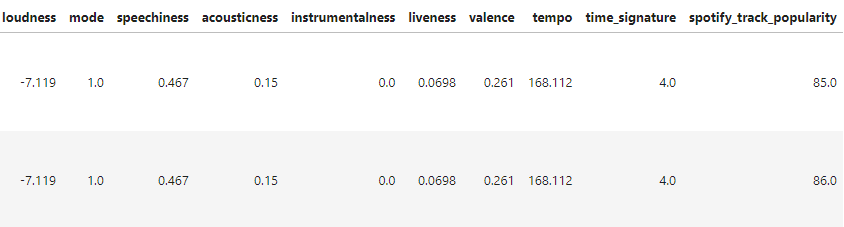 loudness mode speechiness acousticness instrumentalness liveness valence tempo time_signature spotify_track_popularity
-7.119 1.0 0.467 0.15 0.0 0.0698 0.261 168.112 4.0 85.0
-7.119 1.0 0.467 0.15 0.0 0.0698 0.261 168.112 4.0 86.0